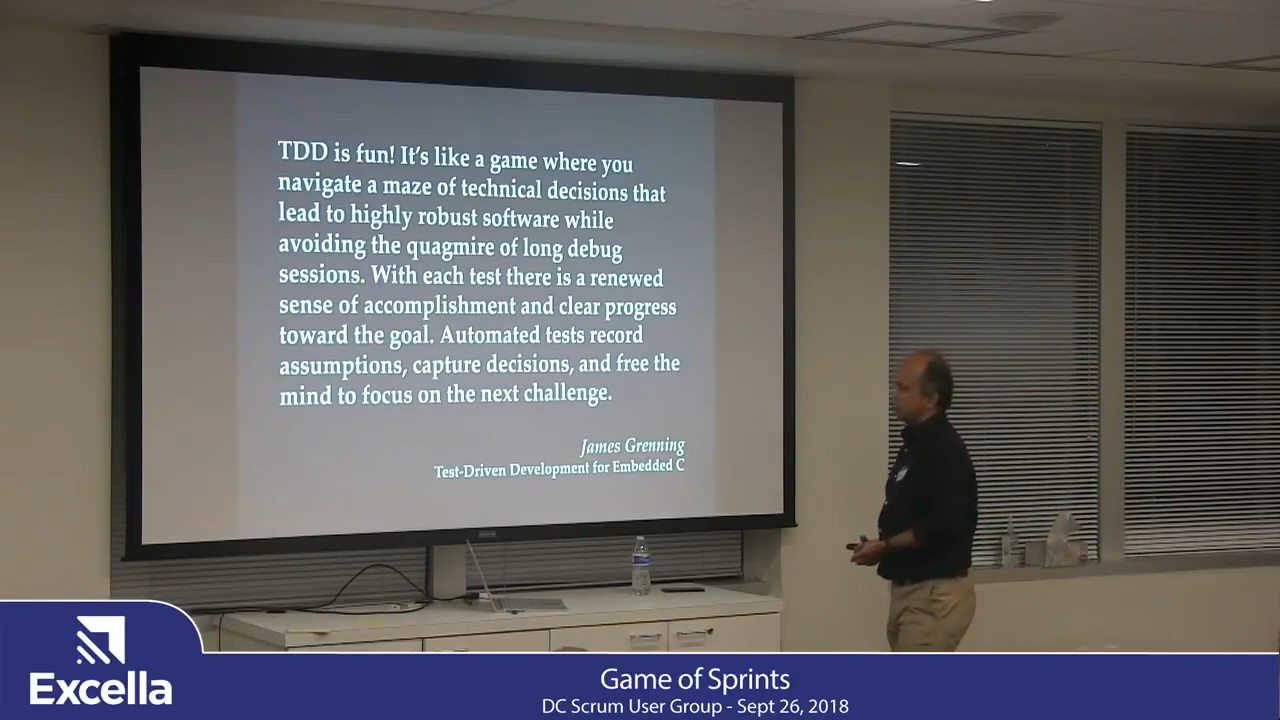 TDD is fun! It's like a game where you
navigate a maze of technical decisions that
lead to highly robust software while
avoiding the quagmire of long debug
sessions. With each test there is a renewed
sense of accomplishment and clear progress
toward the goal. Automated tests record
assumptions, capture decisions, and free the
mind to focus on the next challenge.
James Grenning
Test-Driven Development for Embedded C
Excella
Game of Sprints
DC Scrum User Group - Sept 26, 2018